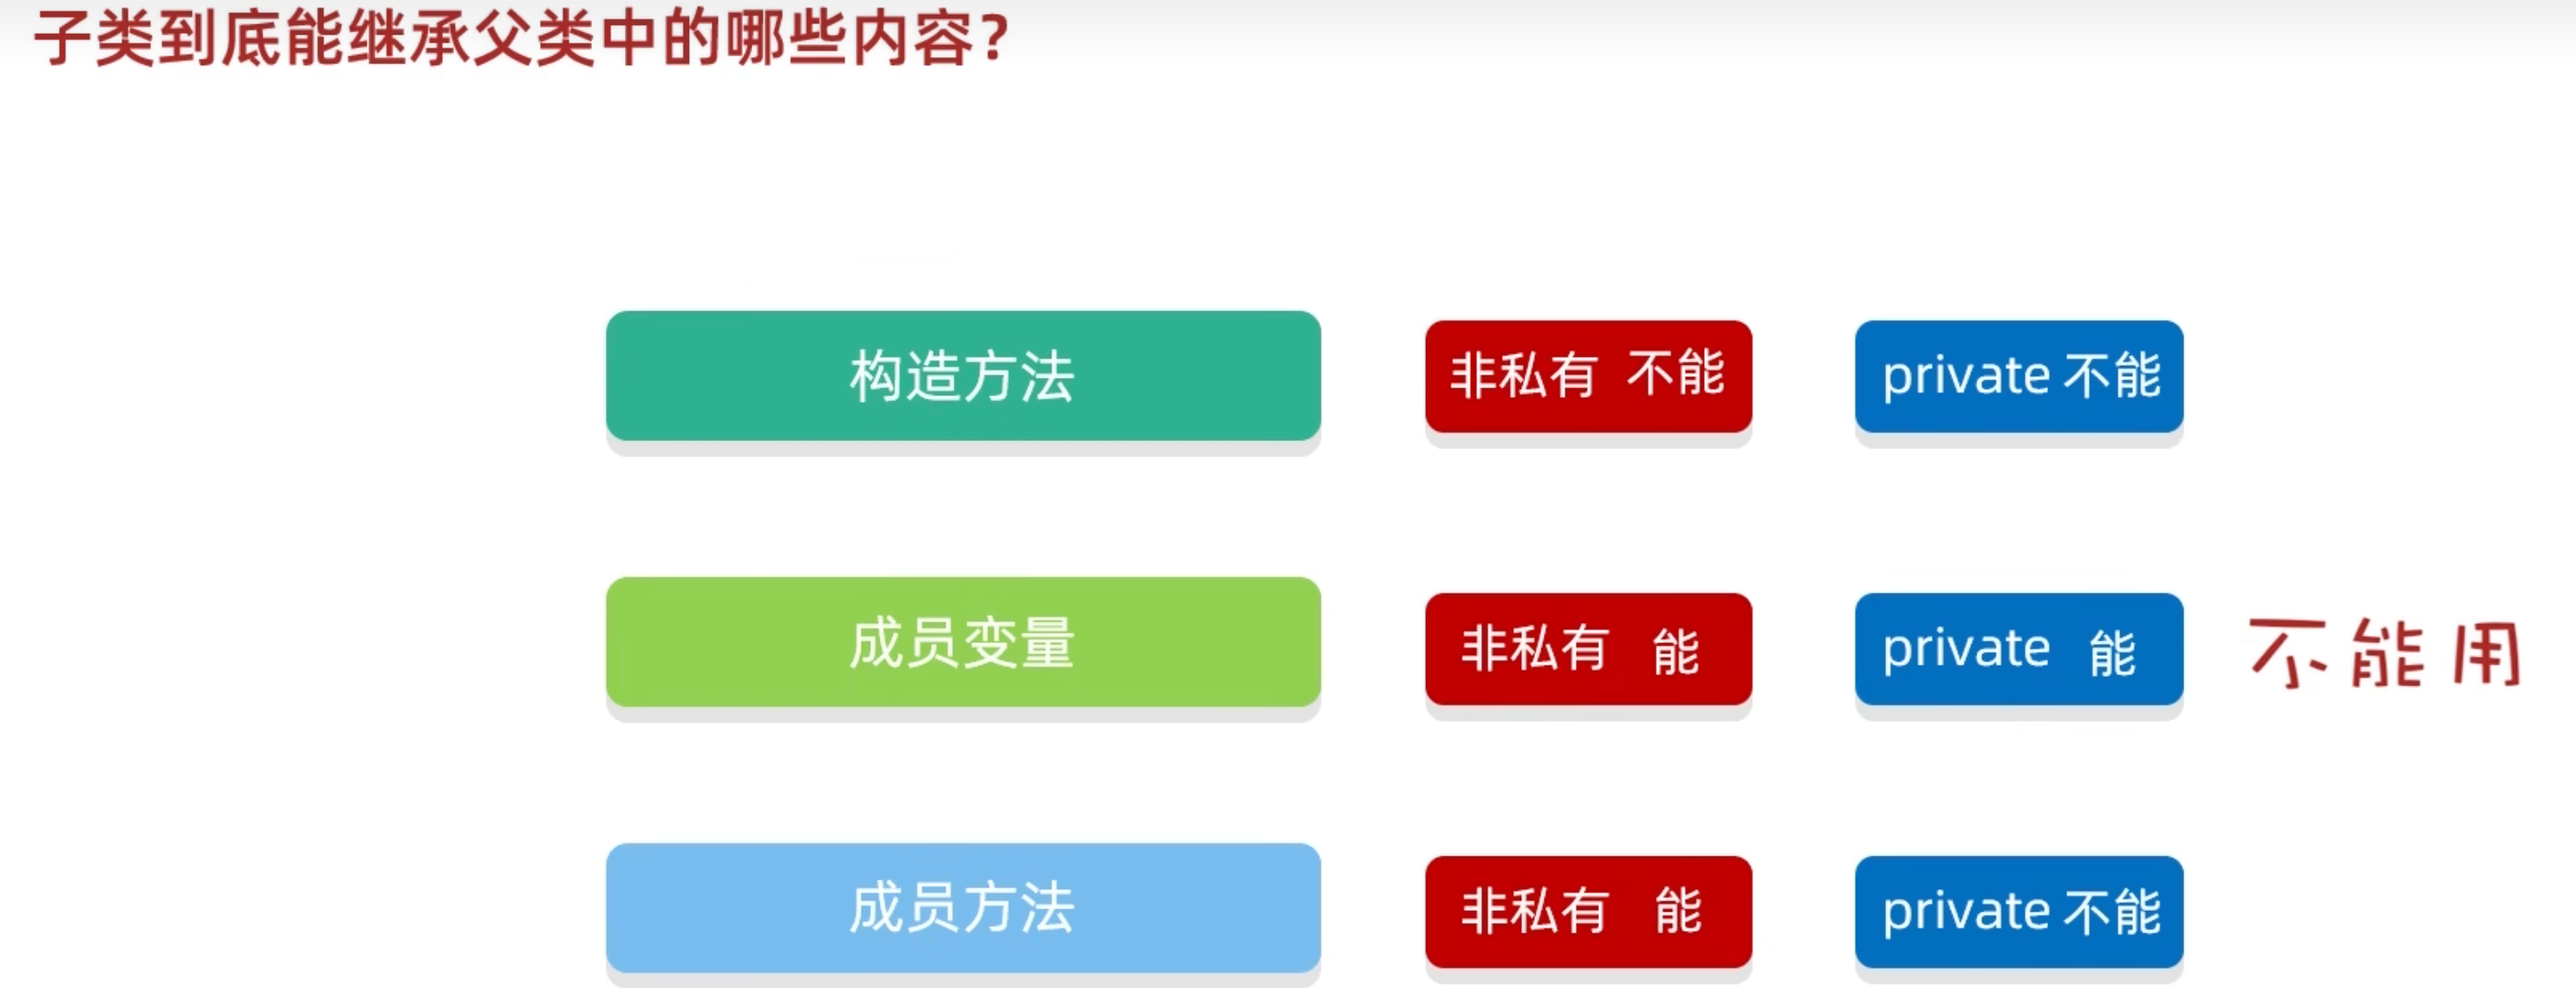 子类到底能继承父类中的哪些内容？
构造方法 非私有 不能 private 不能
成员变量 非私有 能 private 能 不能用
成员方法 非私有 能 private 不能